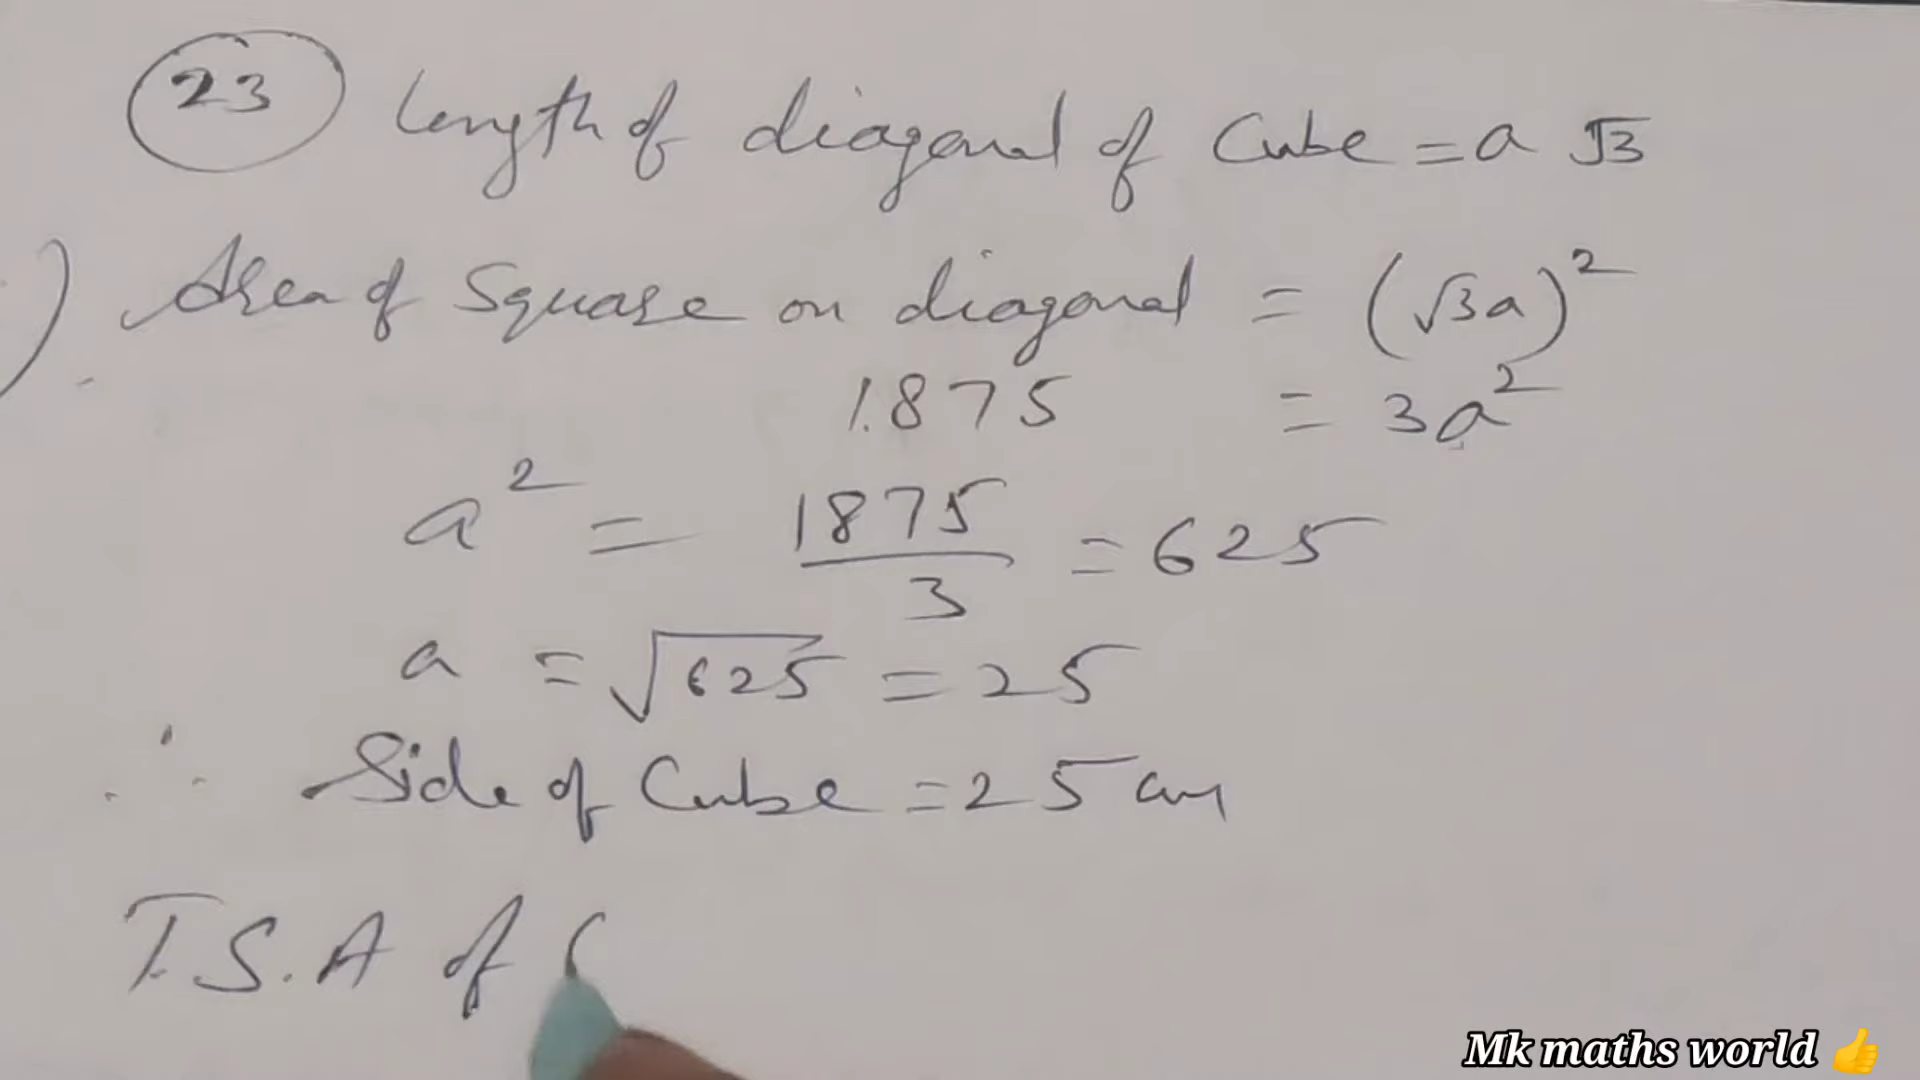 23 Length of diagonal of Cube = a √3
) Area of Square on diagonal = (√3a)²
1875 = 3a²
a² = 1875/3 = 625
a = √625 = 25
∴ Side of Cube = 25 cm
T.S.A of C
Mk maths world 👍